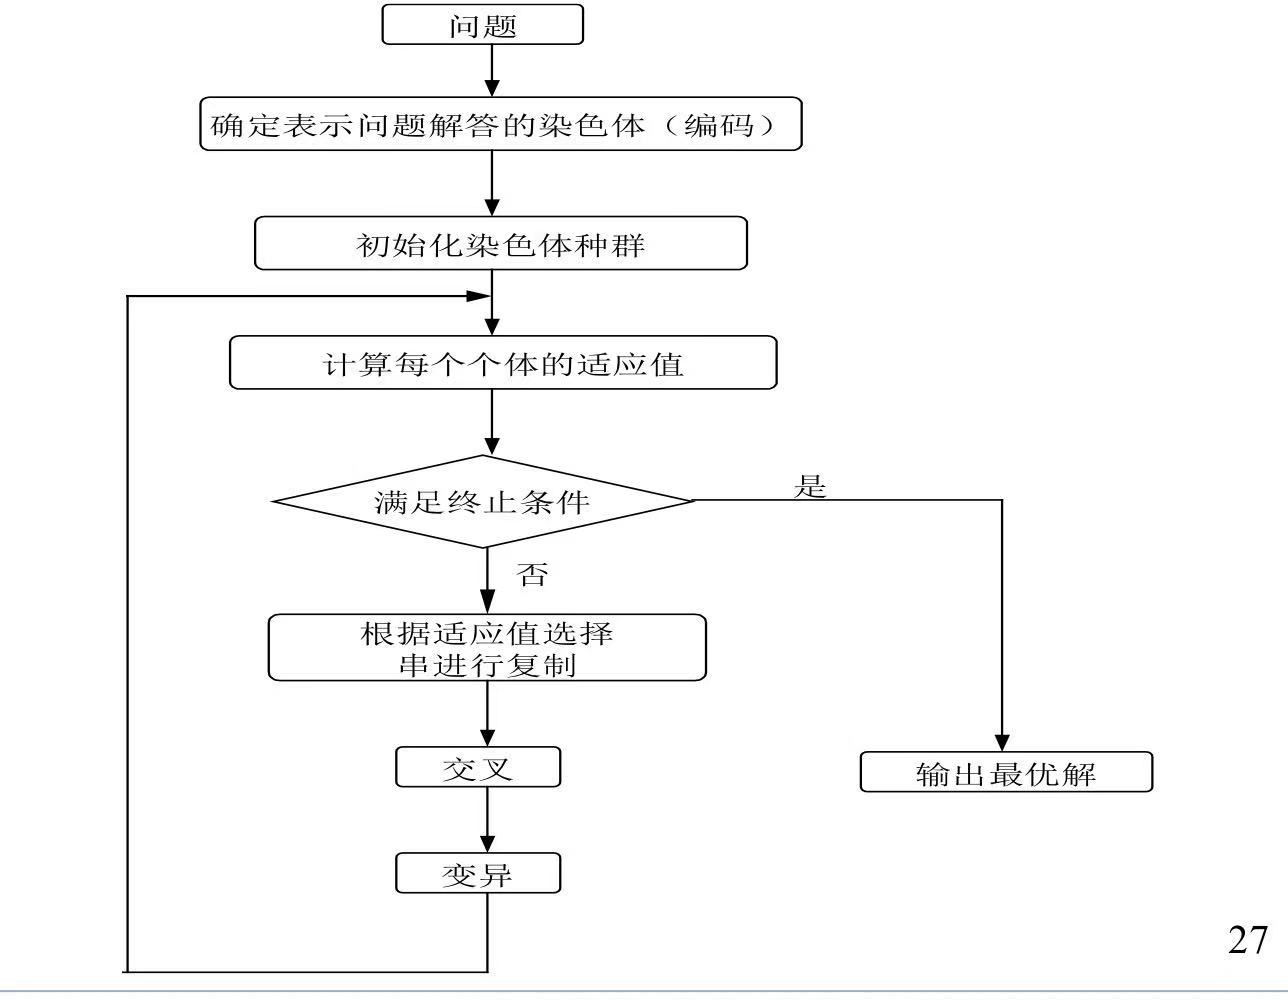 问题
确定表示问题解答的染色体（编码）
初始化染色体种群
计算每个个体的适应值
满足终止条件
是
否
根据适应值选择
串进行复制
交叉
输出最优解
变异
27